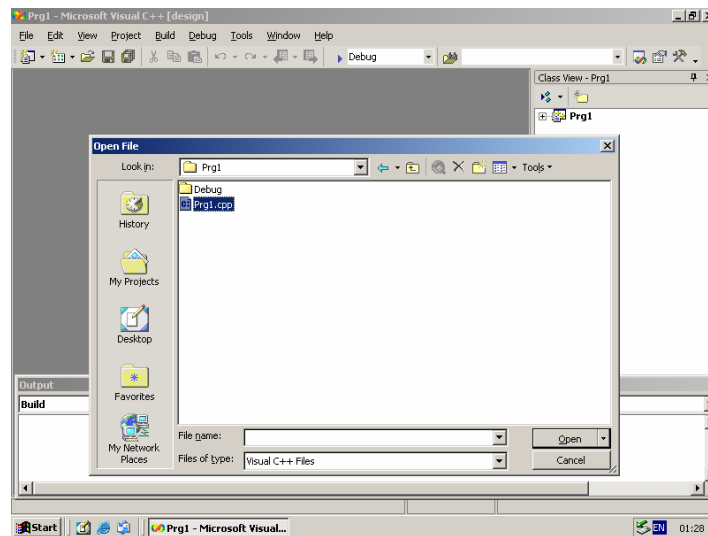 Prg1 - Microsoft Visual C++ [design]
File Edit View Project Build Debug Tools Window Help
Debug
Class View - Prg1
Prg1
Open File
Look in: Prg1 Tools
Debug
Prg1.cpp
History
My Projects
Desktop
Favorites
My Network Places
File name: Open
Files of type: Visual C++ Files Cancel
Output
Build
Start Prg1 - Microsoft Visual... EN 01:28